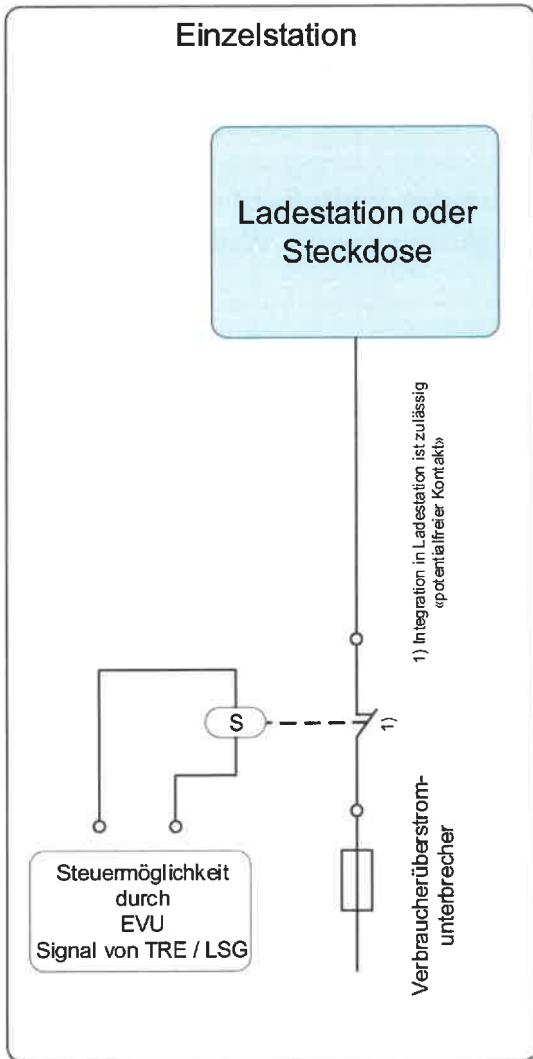 Einzelstation
Ladestation oder
Steckdose
1) Integration in Ladestation ist zulässig
«potentialfreier Kontakt»
S
1)
Verbraucherüberstrom-
unterbrecher
Steuermöglichkeit
durch
EVU
Signal von TRE / LSG